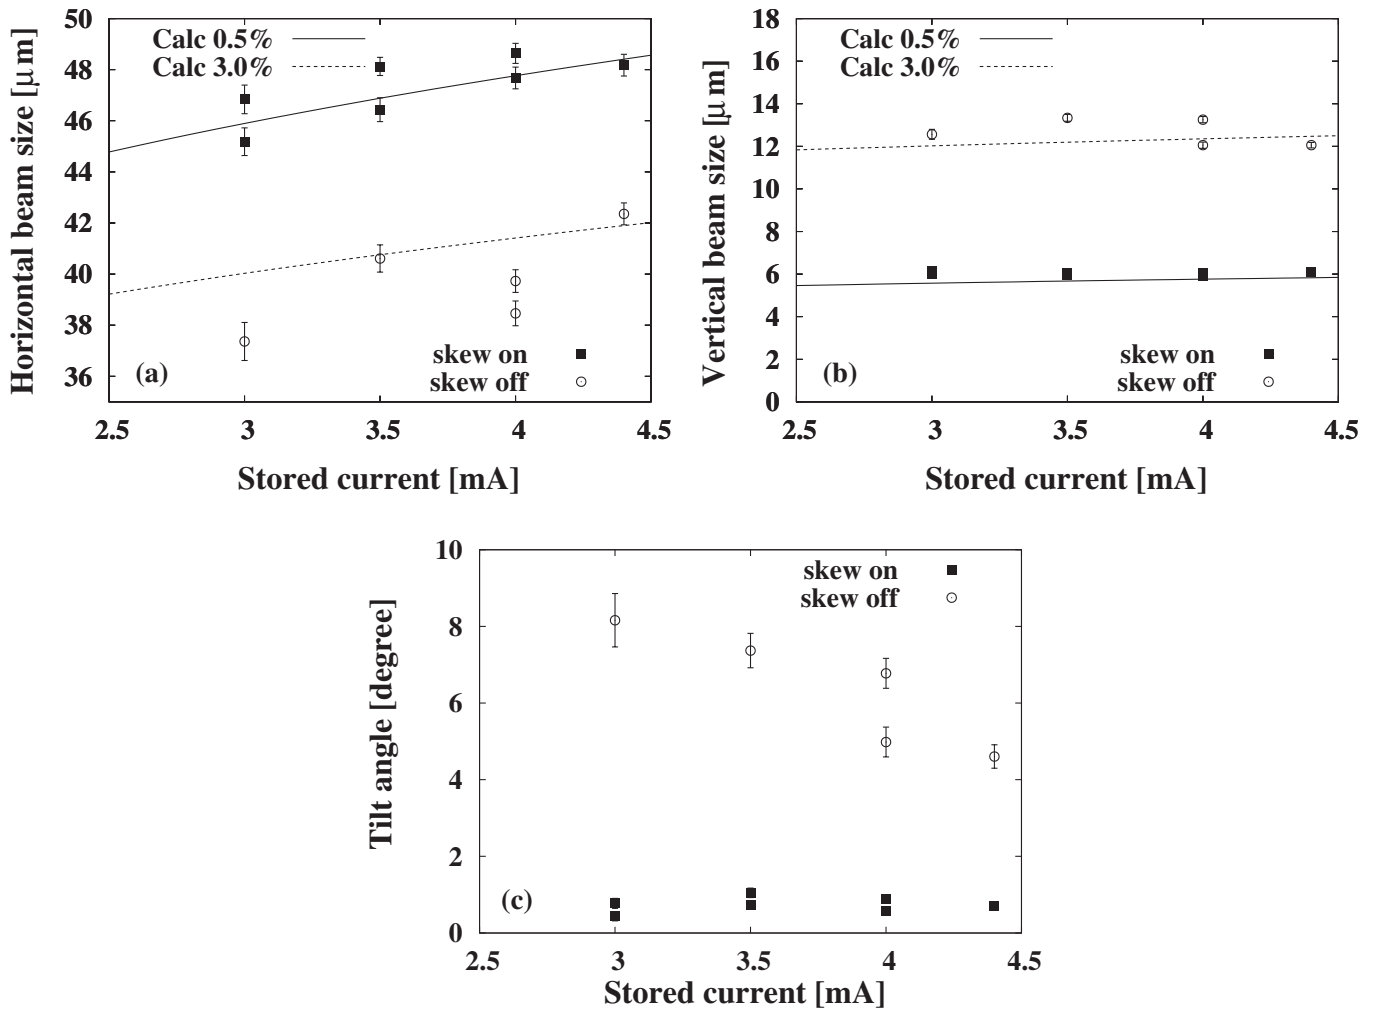 Horizontal beam size [μm]
50
48
46
44
42
40
38
36
Calc 0.5%
Calc 3.0%
(a)
skew on
skew off
2.5 3 3.5 4 4.5
Stored current [mA]
Vertical beam size [μm]
18
16
14
12
10
8
6
4
2
0
Calc 0.5%
Calc 3.0%
(b)
skew on
skew off
2.5 3 3.5 4 4.5
Stored current [mA]
Tilt angle [degree]
10
8
6
4
2
0
skew on
skew off
(c)
2.5 3 3.5 4 4.5
Stored current [mA]